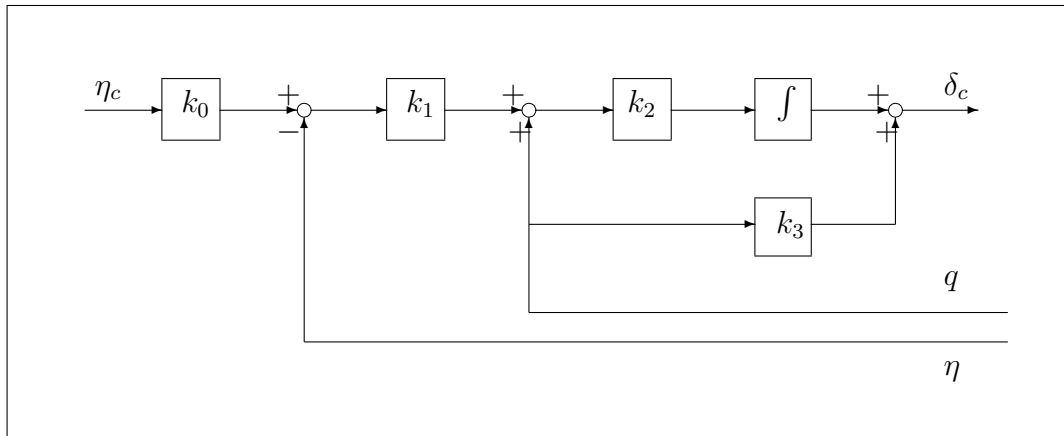 η_c k_0 + − k_1 + + k_2 ∫ + + δ_c
k_3
q
η